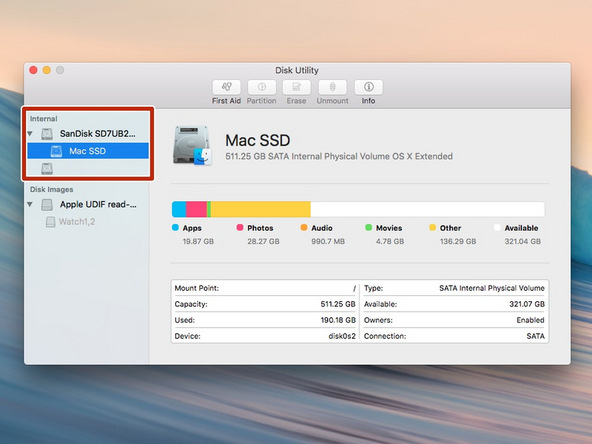 Disk Utility
First Aid Partition Erase Unmount Info
Internal
SanDisk SD7UB2...
Mac SSD
Disk Images
Apple UDIF read-...
Watch1,2
Mac SSD
511.25 GB SATA Internal Physical Volume OS X Extended
Apps Photos Audio Movies Other Available
19.87 GB 28.27 GB 990.7 MB 4.78 GB 136.29 GB 321.04 GB
Mount Point: / Type: SATA Internal Physical Volume
Capacity: 511.25 GB Available: 321.07 GB
Used: 190.18 GB Owners: Enabled
Device: disk0s2 Connection: SATA